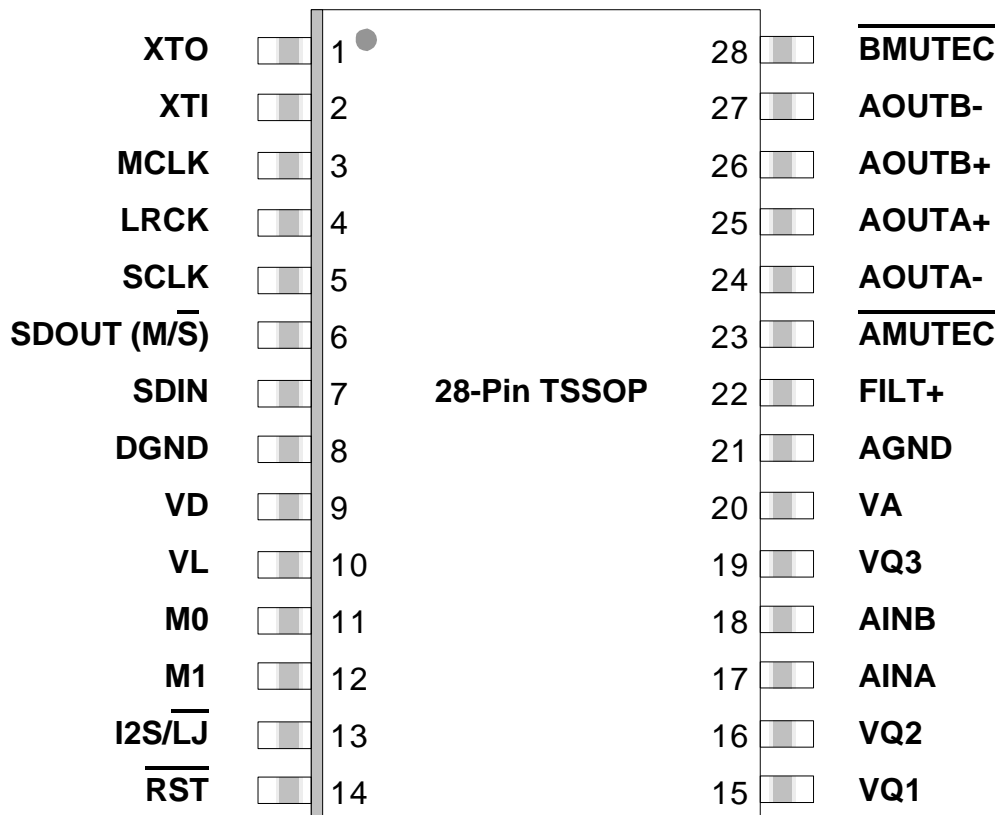 XTO 1 28 BMUTEC
XTI 2 27 AOUTB-
MCLK 3 26 AOUTB+
LRCK 4 25 AOUTA+
SCLK 5 24 AOUTA-
SDOUT (M/S) 6 23 AMUTEC
SDIN 7 28-Pin TSSOP 22 FILT+
DGND 8 21 AGND
VD 9 20 VA
VL 10 19 VQ3
M0 11 18 AINB
M1 12 17 AINA
I2S/LJ 13 16 VQ2
RST 14 15 VQ1